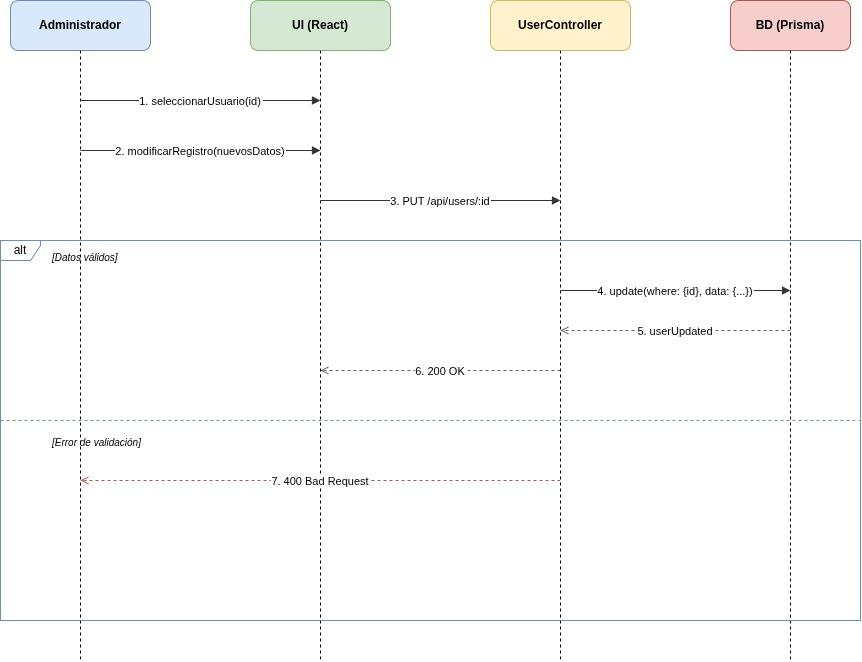 Administrador
UI (React)
UserController
BD (Prisma)
1. seleccionarUsuario(id)
2. modificarRegistro(nuevosDatos)
3. PUT /api/users/:id
alt
[Datos válidos]
4. update(where: {id}, data: {...})
5. userUpdated
6. 200 OK
[Error de validación]
7. 400 Bad Request